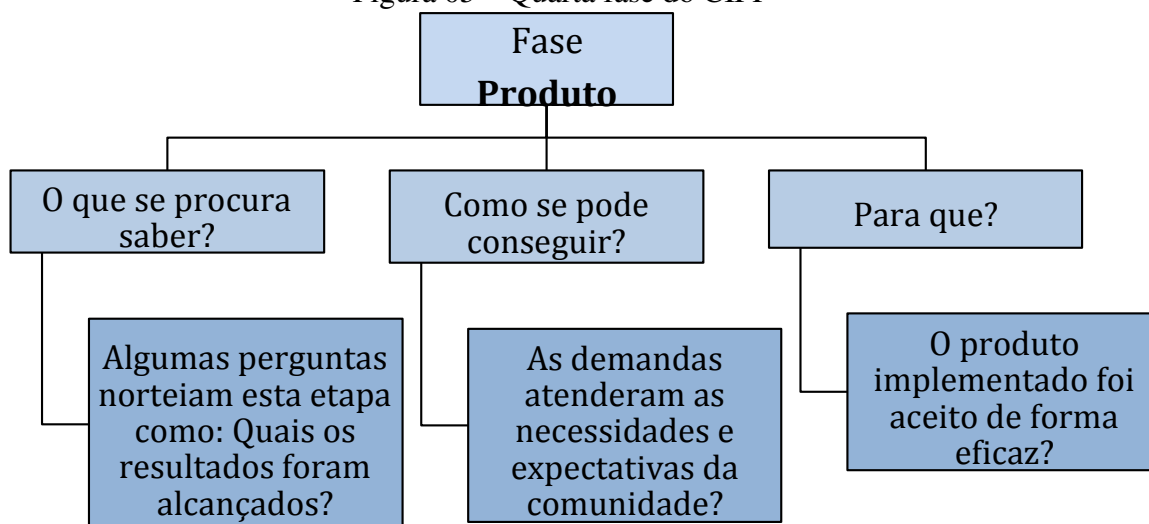 Fase
Produto
O que se procura
saber?
Como se pode
conseguir?
Para que?
Algumas perguntas
norteiam esta etapa
como: Quais os
resultados foram
alcançados?
As demandas
atenderam as
necessidades e
expectativas da
comunidade?
O produto
implementado foi
aceito de forma
eficaz?